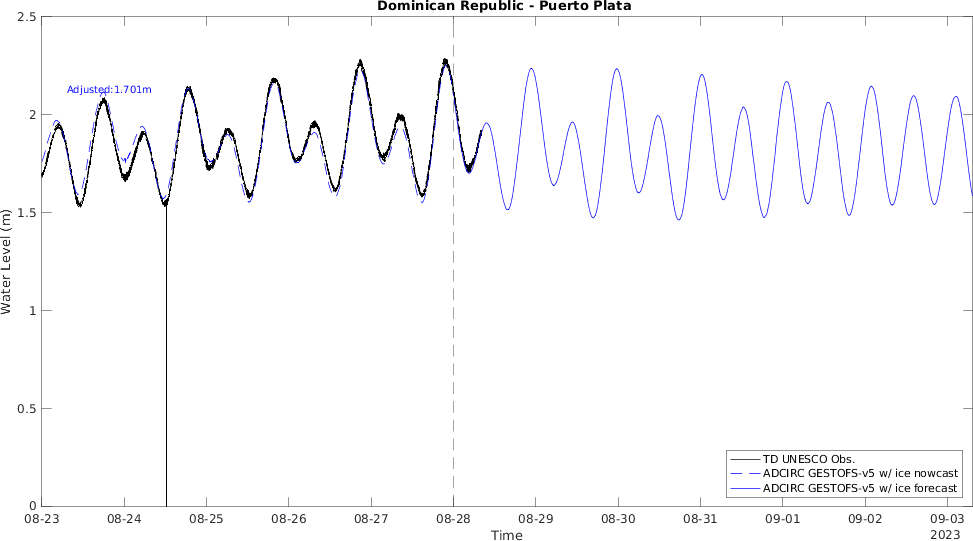 Dominican Republic - Puerto Plata
2.5
2
1.5
1
0.5
0
Water Level (m)
Adjusted:1.701m
TD UNESCO Obs.
ADCIRC GESTOFS-v5 w/ ice nowcast
ADCIRC GESTOFS-v5 w/ ice forecast
08-23 08-24 08-25 08-26 08-27 08-28 08-29 08-30 08-31 09-01 09-02 09-03
Time
2023